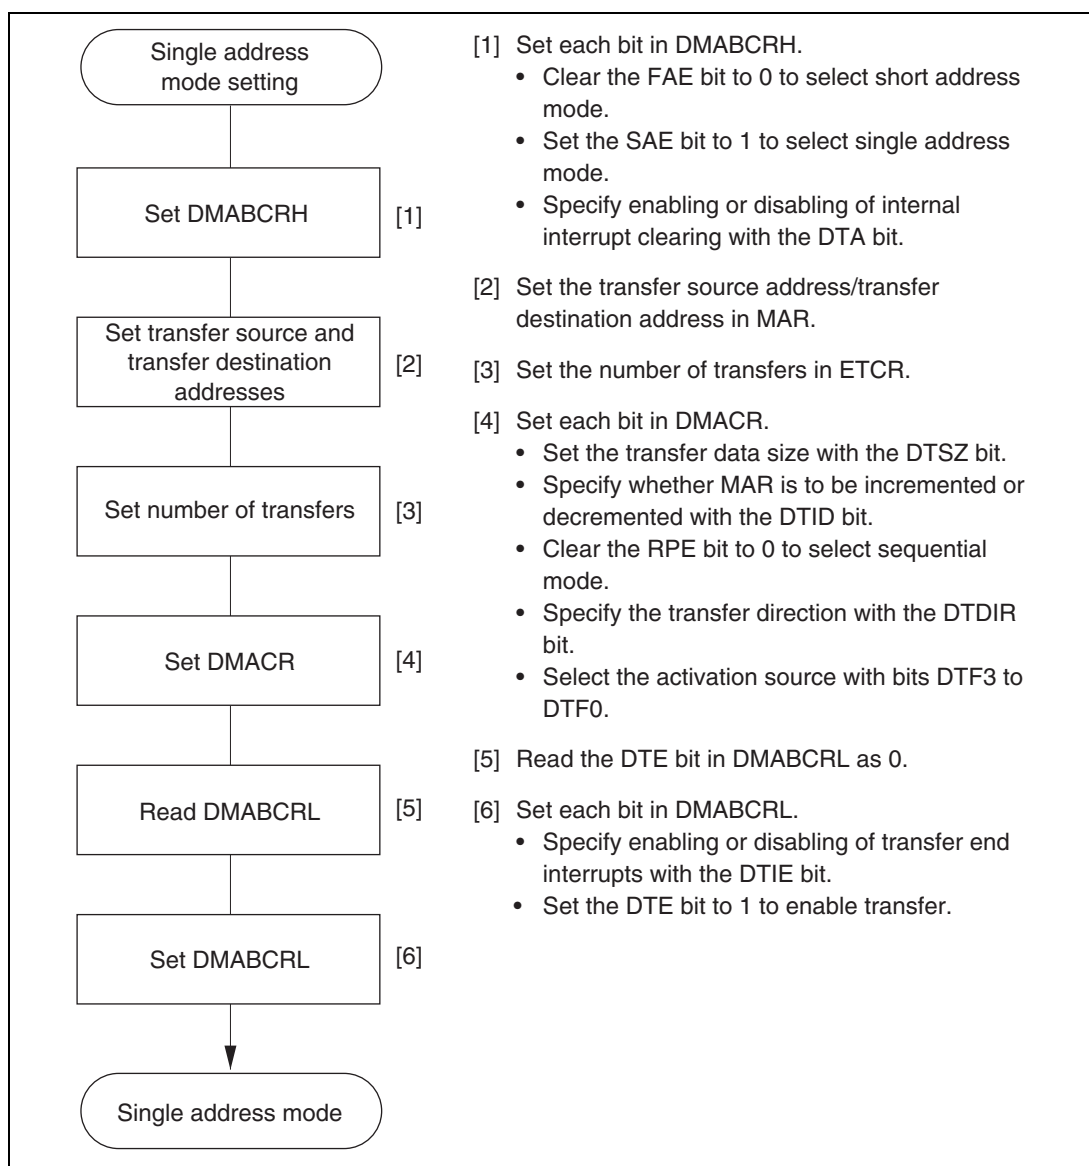 Single address
mode setting
Set DMABCRH
[1]
Set transfer source and
transfer destination
addresses
[2]
Set number of transfers
[3]
Set DMACR
[4]
Read DMABCRL
[5]
Set DMABCRL
[6]
Single address mode
[1] Set each bit in DMABCRH.
• Clear the FAE bit to 0 to select short address
mode.
• Set the SAE bit to 1 to select single address
mode.
• Specify enabling or disabling of internal
interrupt clearing with the DTA bit.
[2] Set the transfer source address/transfer
destination address in MAR.
[3] Set the number of transfers in ETCR.
[4] Set each bit in DMACR.
• Set the transfer data size with the DTSZ bit.
• Specify whether MAR is to be incremented or
decremented with the DTID bit.
• Clear the RPE bit to 0 to select sequential
mode.
• Specify the transfer direction with the DTDIR
bit.
• Select the activation source with bits DTF3 to
DTF0.
[5] Read the DTE bit in DMABCRL as 0.
[6] Set each bit in DMABCRL.
• Specify enabling or disabling of transfer end
interrupts with the DTIE bit.
• Set the DTE bit to 1 to enable transfer.